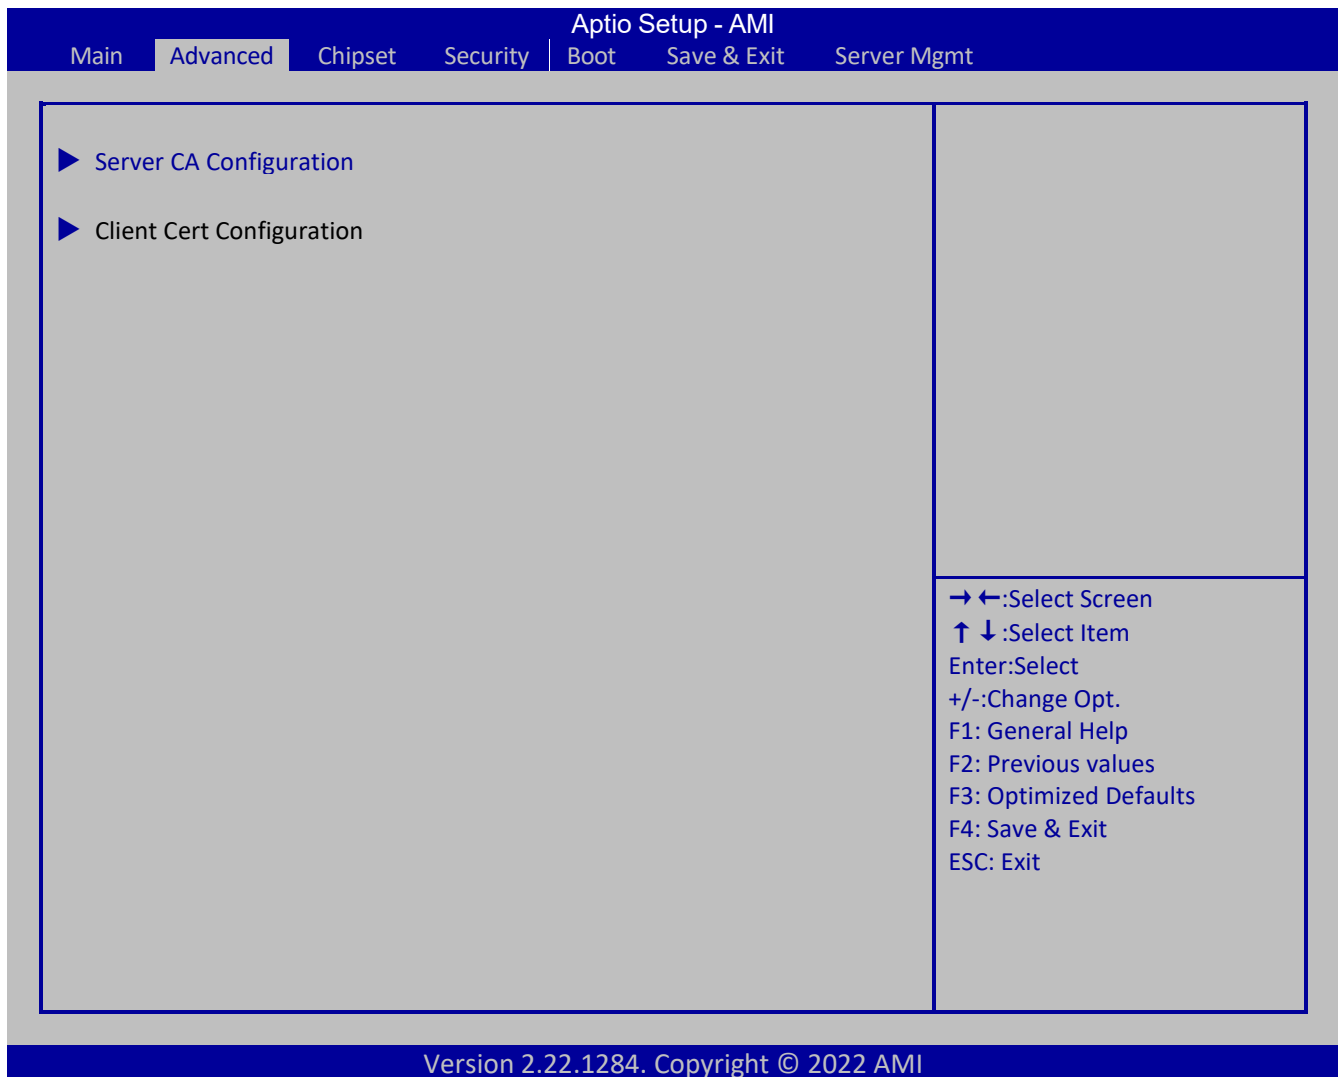 Aptio Setup - AMI
Main Advanced Chipset Security Boot Save & Exit Server Mgmt
▶ Server CA Configuration
▶ Client Cert Configuration
→ ←:Select Screen
↑ ↓ :Select Item
Enter:Select
+/-:Change Opt.
F1: General Help
F2: Previous values
F3: Optimized Defaults
F4: Save & Exit
ESC: Exit
Version 2.22.1284. Copyright © 2022 AMI